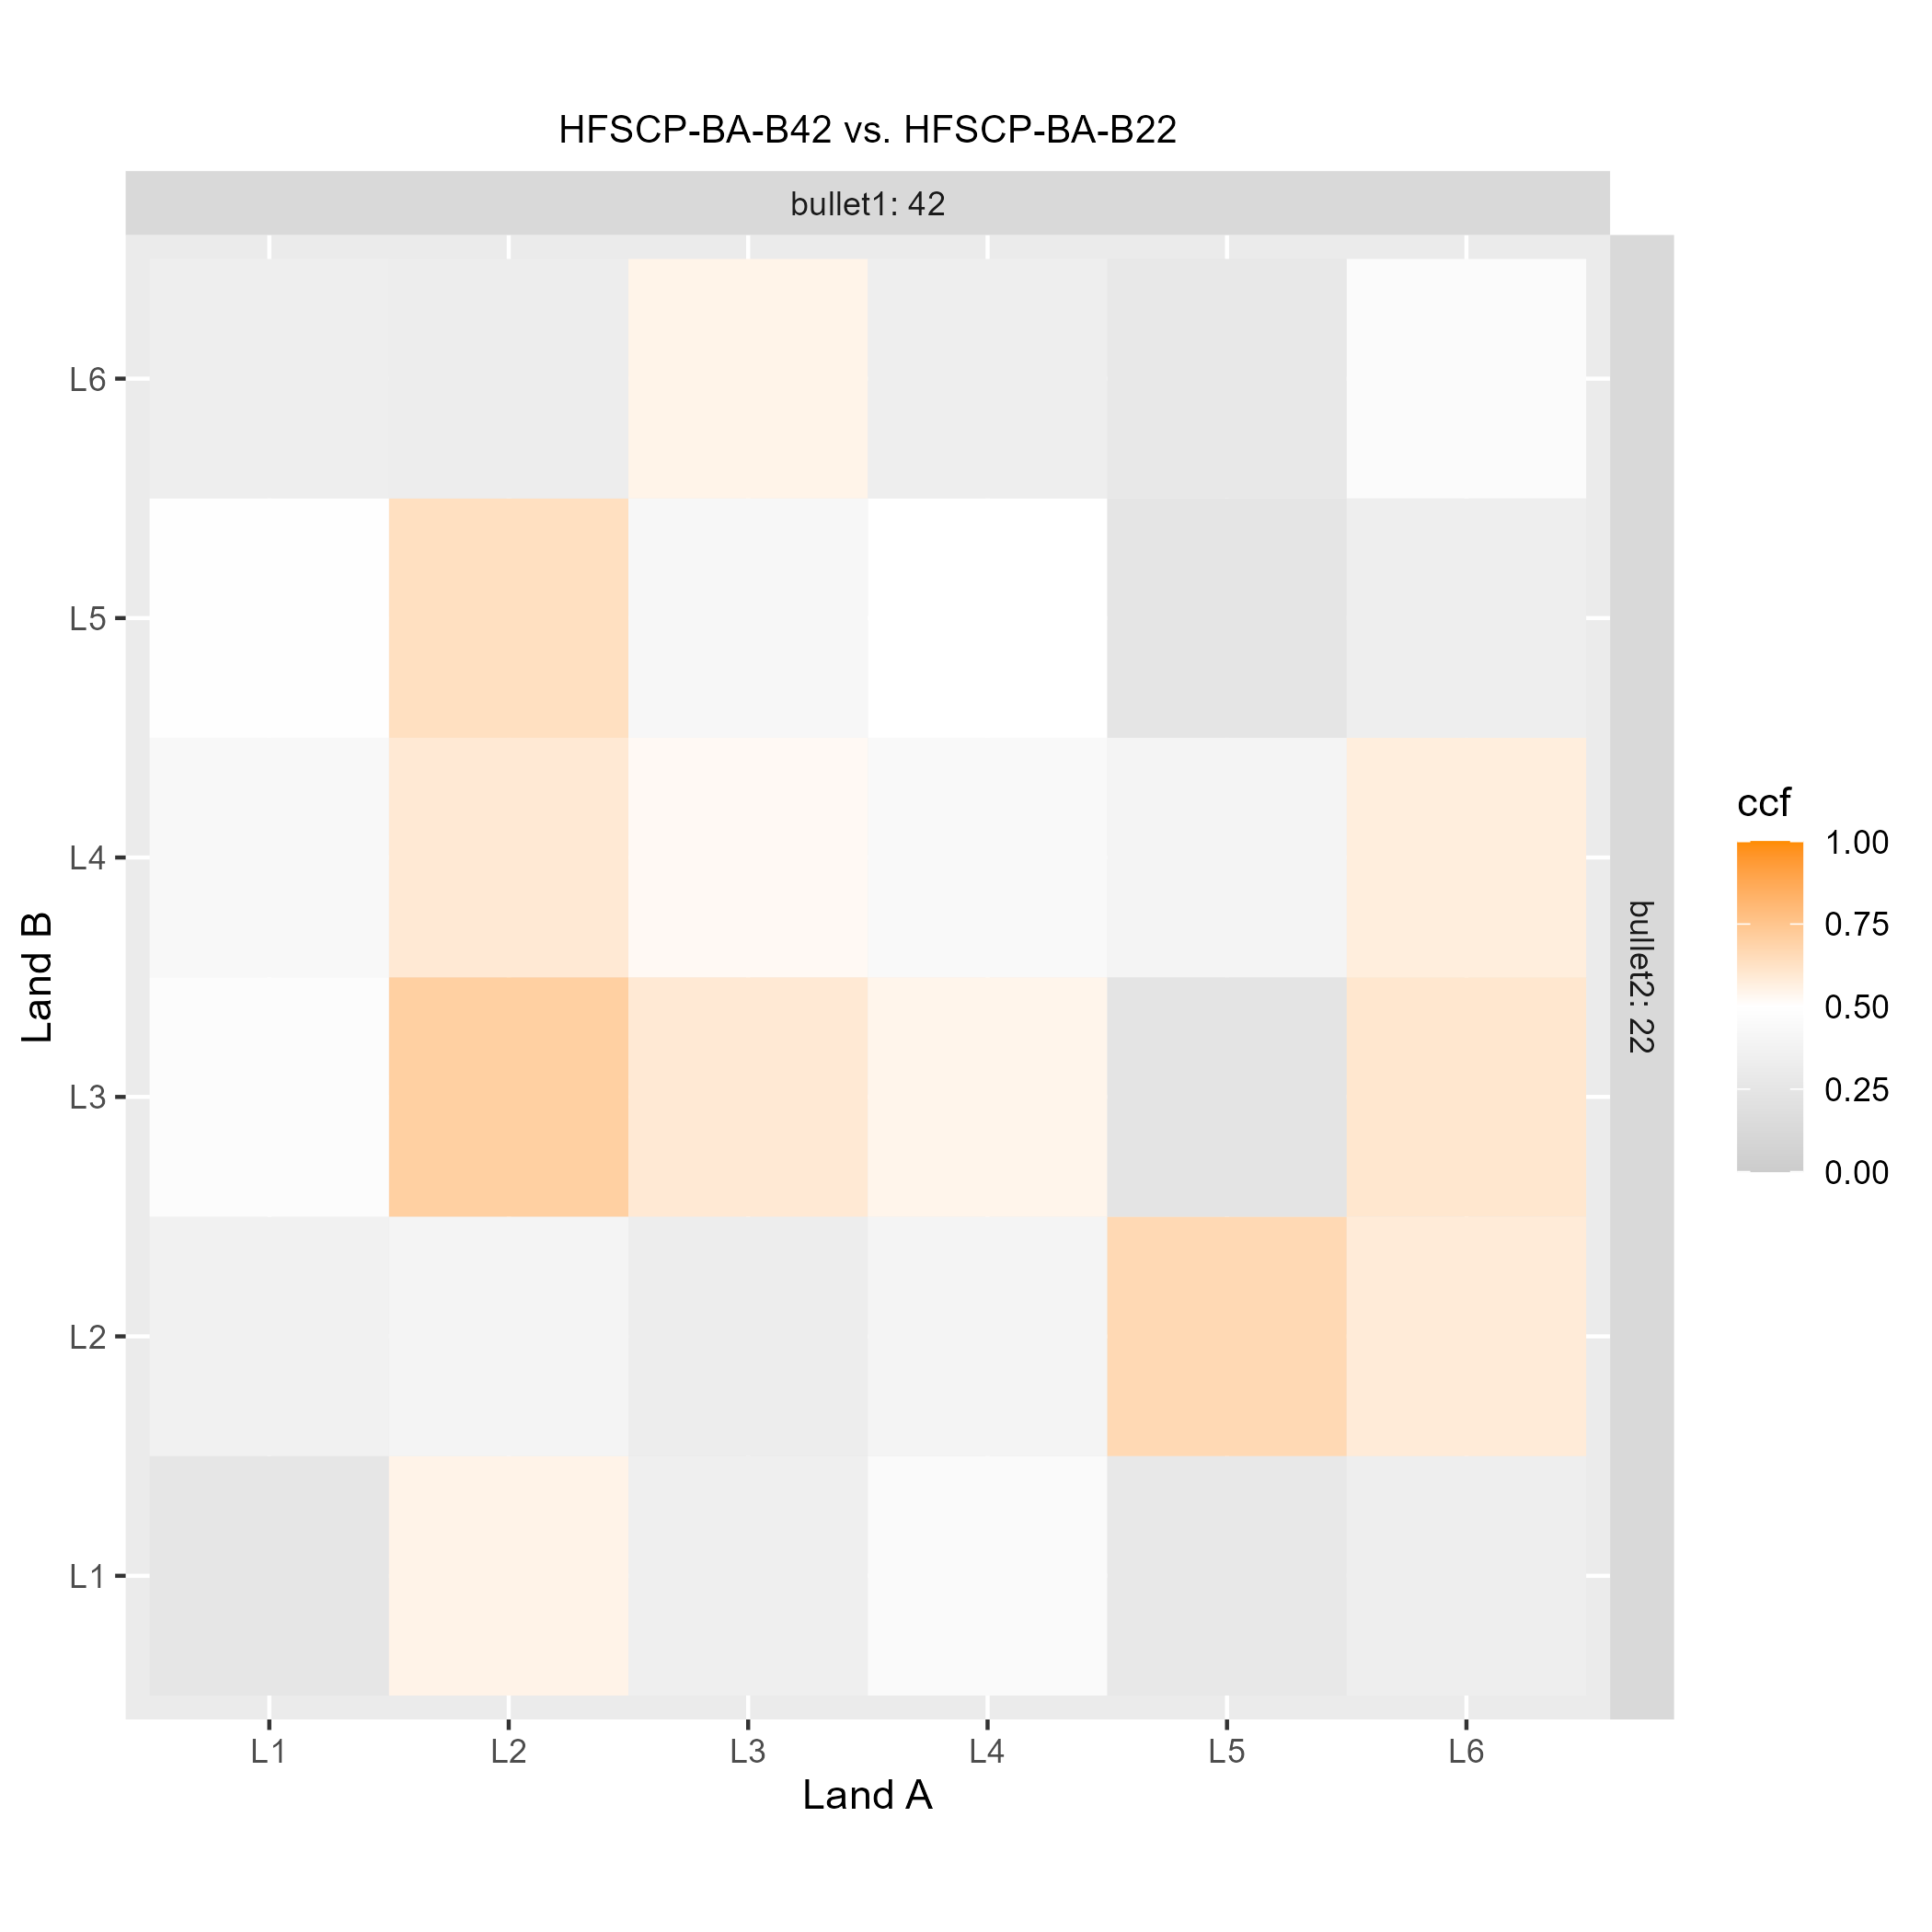 HFSCP-BA-B42 vs. HFSCP-BA-B22
bullet1: 42
L6
L5
L4
L3
L2
L1
Land B
bullet2: 22
ccf
1.00
0.75
0.50
0.25
0.00
L1 L2 L3 L4 L5 L6
Land A